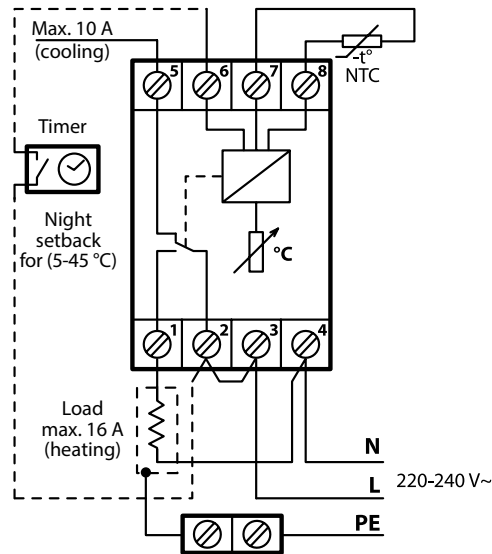 Max. 10 A
(cooling)
5
6
7
8
-t°
NTC
Timer
Night
setback
for (5-45 °C)
°C
1
2
3
4
Load
max. 16 A
(heating)
N
L
220-240 V~
PE